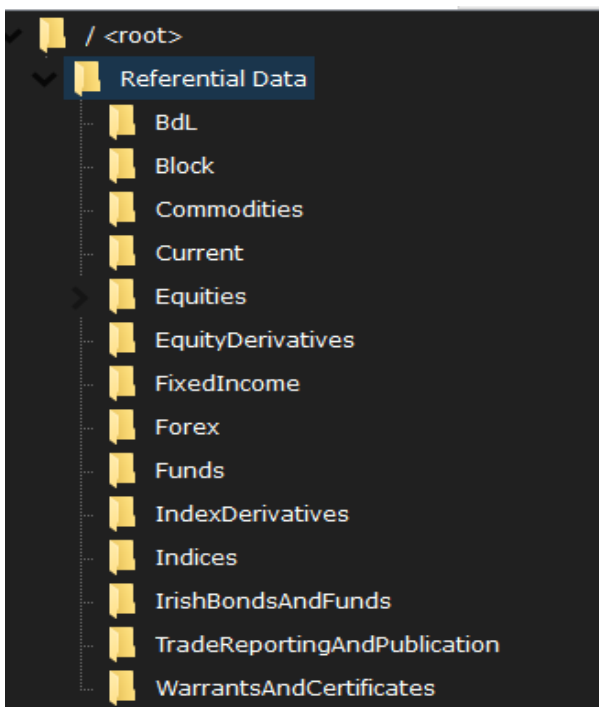 / <root>
Referential Data
BdL
Block
Commodities
Current
Equities
EquityDerivatives
FixedIncome
Forex
Funds
IndexDerivatives
Indices
IrishBondsAndFunds
TradeReportingAndPublication
WarrantsAndCertificates